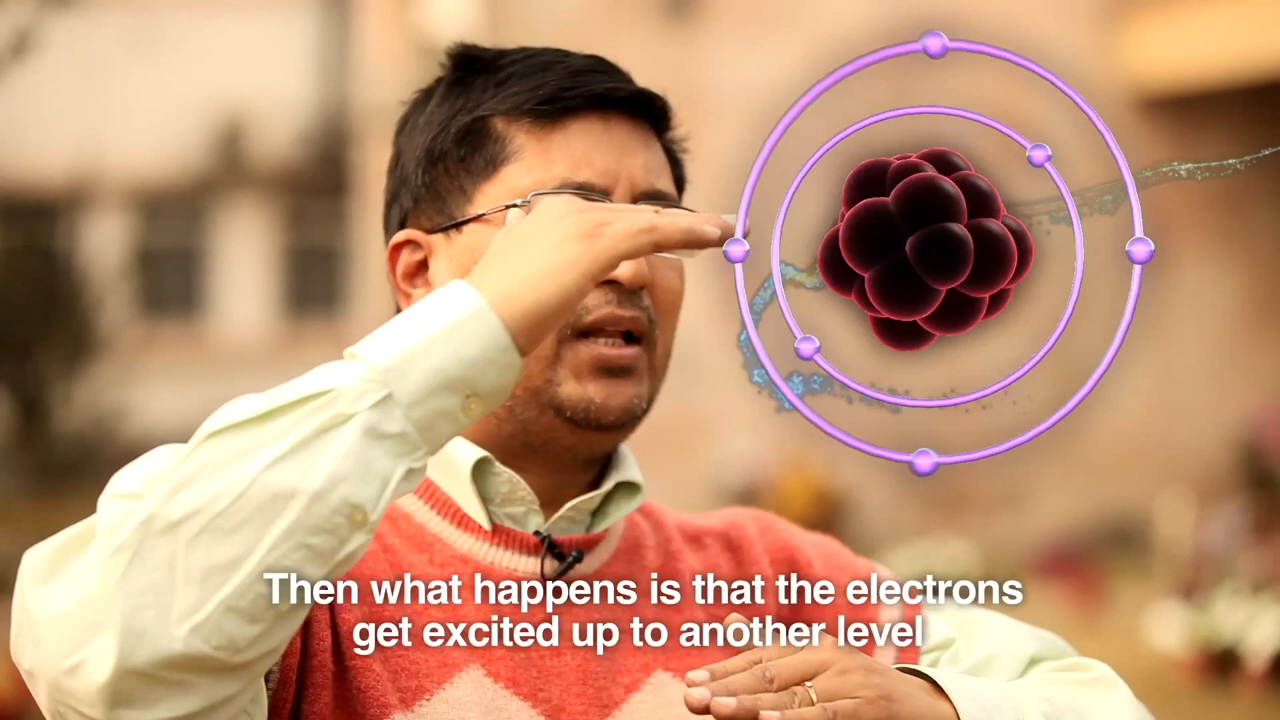 Then what happens is that the electrons
get excited up to another level